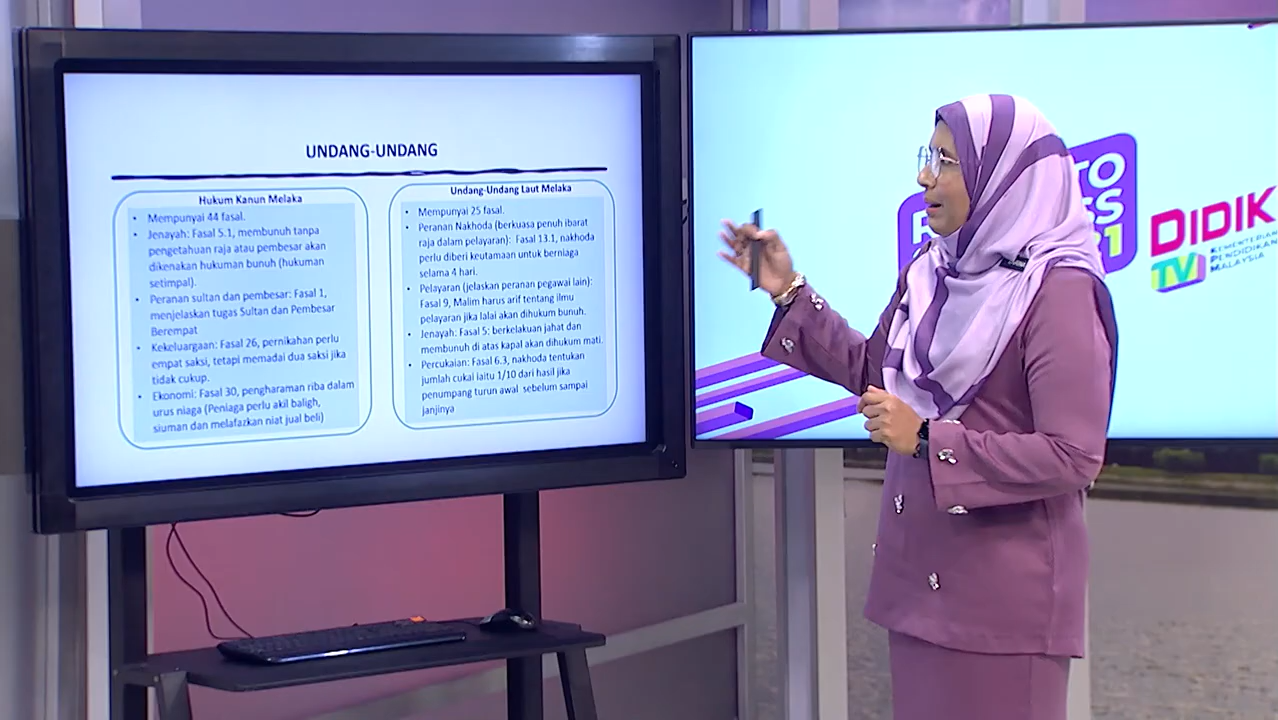 UNDANG-UNDANG
Hukum Kanun Melaka
• Mempunyai 44 fasal.
• Jenayah: Fasal 5.1, membunuh tanpa
pengetahuan raja atau pembesar akan
dikenakan hukuman bunuh (hukuman
setimpal).
• Peranan sultan dan pembesar: Fasal 1,
menjelaskan tugas Sultan dan Pembesar
Berempat
• Kekeluargaan: Fasal 26, pernikahan perlu
empat saksi, tetapi memadai dua saksi jika
tidak cukup.
• Ekonomi: Fasal 30, pengharaman riba dalam
urus niaga (Peniaga perlu akil baligh,
siuman dan melafazkan niat jual beli)
Undang-Undang Laut Melaka
• Mempunyai 25 fasal.
• Peranan Nakhoda (berkuasa penuh ibarat
raja dalam pelayaran): Fasal 13.1, nakhoda
perlu diberi keutamaan untuk berniaga
selama 4 hari.
• Pelayaran (jelaskan peranan pegawai lain):
Fasal 9, Malim harus arif tentang ilmu
pelayaran jika lalai akan dihukum bunuh.
• Jenayah: Fasal 5: berkelakuan jahat dan
membunuh di atas kapal akan dihukum mati.
• Percukaian: Fasal 6.3, nakhoda tentukan
jumlah cukai iaitu 1/10 dari hasil jika
penumpang turun awal sebelum sampai
janjinya
TO
SS
1
DIDIK
TV
KEMENTERIAN
PENDIDIKAN
MALAYSIA